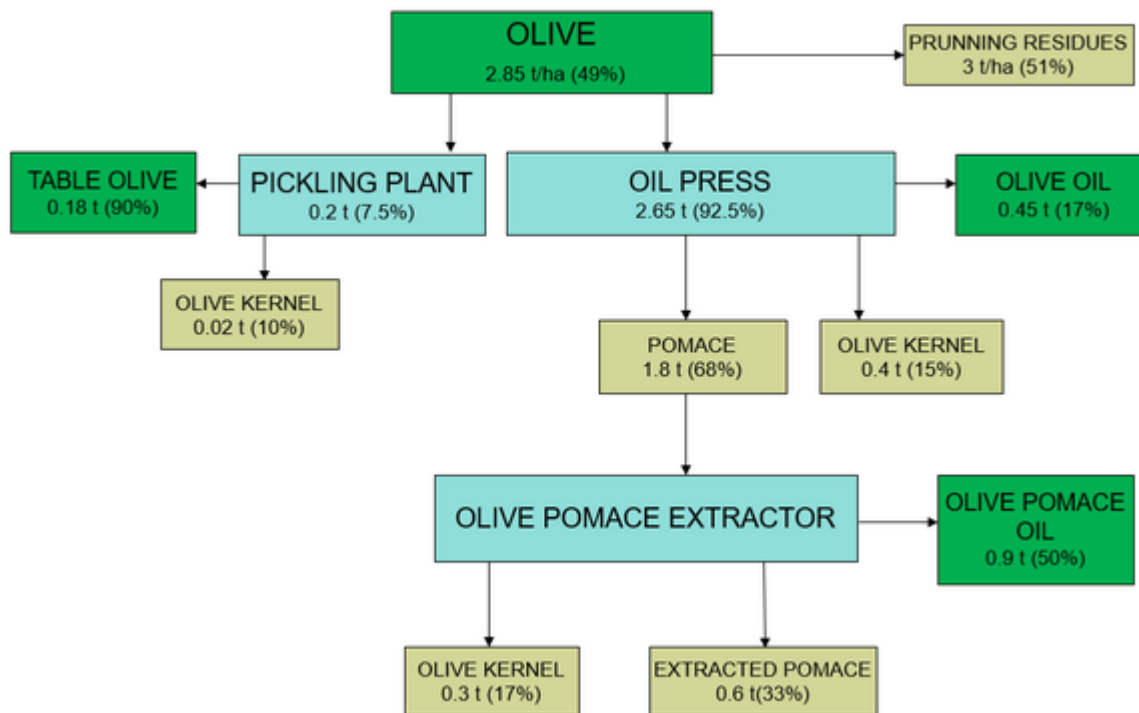 OLIVE
2.85 t/ha (49%)
PRUNNING RESIDUES
3 t/ha (51%)
TABLE OLIVE
0.18 t (90%)
PICKLING PLANT
0.2 t (7.5%)
OIL PRESS
2.65 t (92.5%)
OLIVE OIL
0.45 t (17%)
OLIVE KERNEL
0.02 t (10%)
POMACE
1.8 t (68%)
OLIVE KERNEL
0.4 t (15%)
OLIVE POMACE EXTRACTOR
OLIVE POMACE
OIL
0.9 t (50%)
OLIVE KERNEL
0.3 t (17%)
EXTRACTED POMACE
0.6 t(33%)